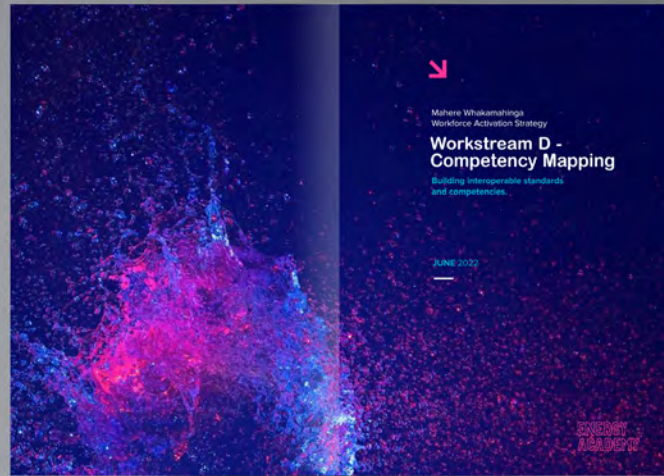 Mahere Whakamahinga
Workforce Activation Strategy
Workstream D -
Competency Mapping
Building interoperable standards
and competencies.
JUNE 2022
ENERGY
ACADEMY